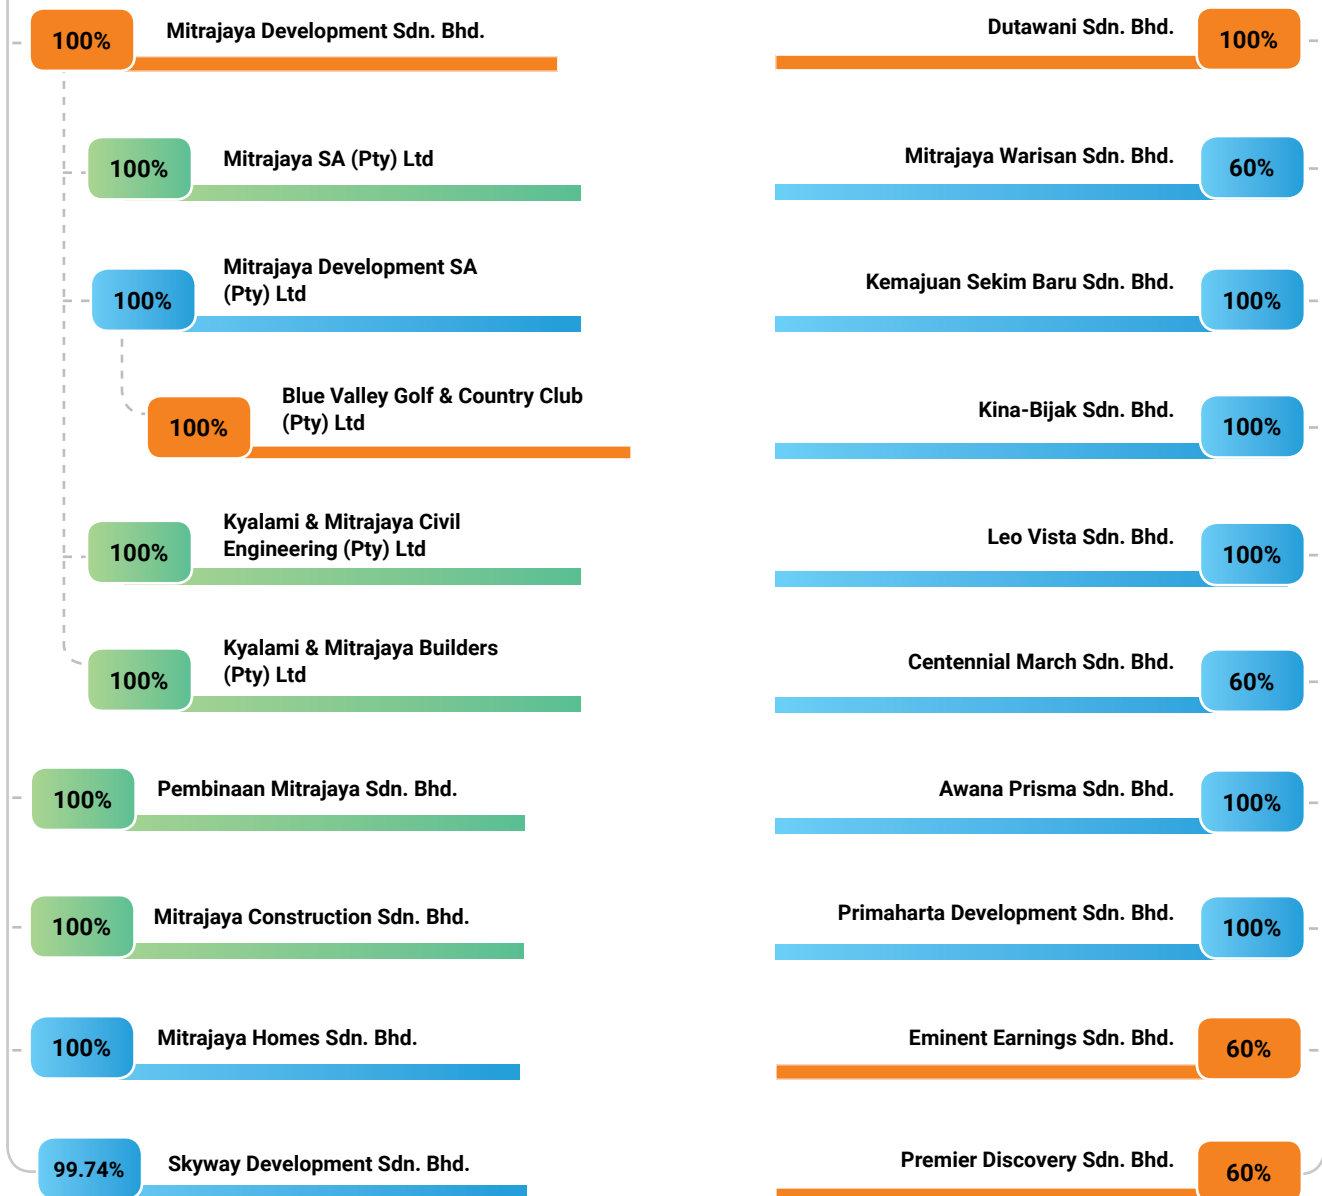 100%
Mitrajaya Development Sdn. Bhd.
100%
Mitrajaya SA (Pty) Ltd
100%
Mitrajaya Development SA
(Pty) Ltd
100%
Blue Valley Golf & Country Club
(Pty) Ltd
100%
Kyalami & Mitrajaya Civil
Engineering (Pty) Ltd
100%
Kyalami & Mitrajaya Builders
(Pty) Ltd
100%
Pembinaan Mitrajaya Sdn. Bhd.
100%
Mitrajaya Construction Sdn. Bhd.
100%
Mitrajaya Homes Sdn. Bhd.
99.74%
Skyway Development Sdn. Bhd.
Dutawani Sdn. Bhd.
100%
Mitrajaya Warisan Sdn. Bhd.
60%
Kemajuan Sekim Baru Sdn. Bhd.
100%
Kina-Bijak Sdn. Bhd.
100%
Leo Vista Sdn. Bhd.
100%
Centennial March Sdn. Bhd.
60%
Awana Prisma Sdn. Bhd.
100%
Primaharta Development Sdn. Bhd.
100%
Eminent Earnings Sdn. Bhd.
60%
Premier Discovery Sdn. Bhd.
60%